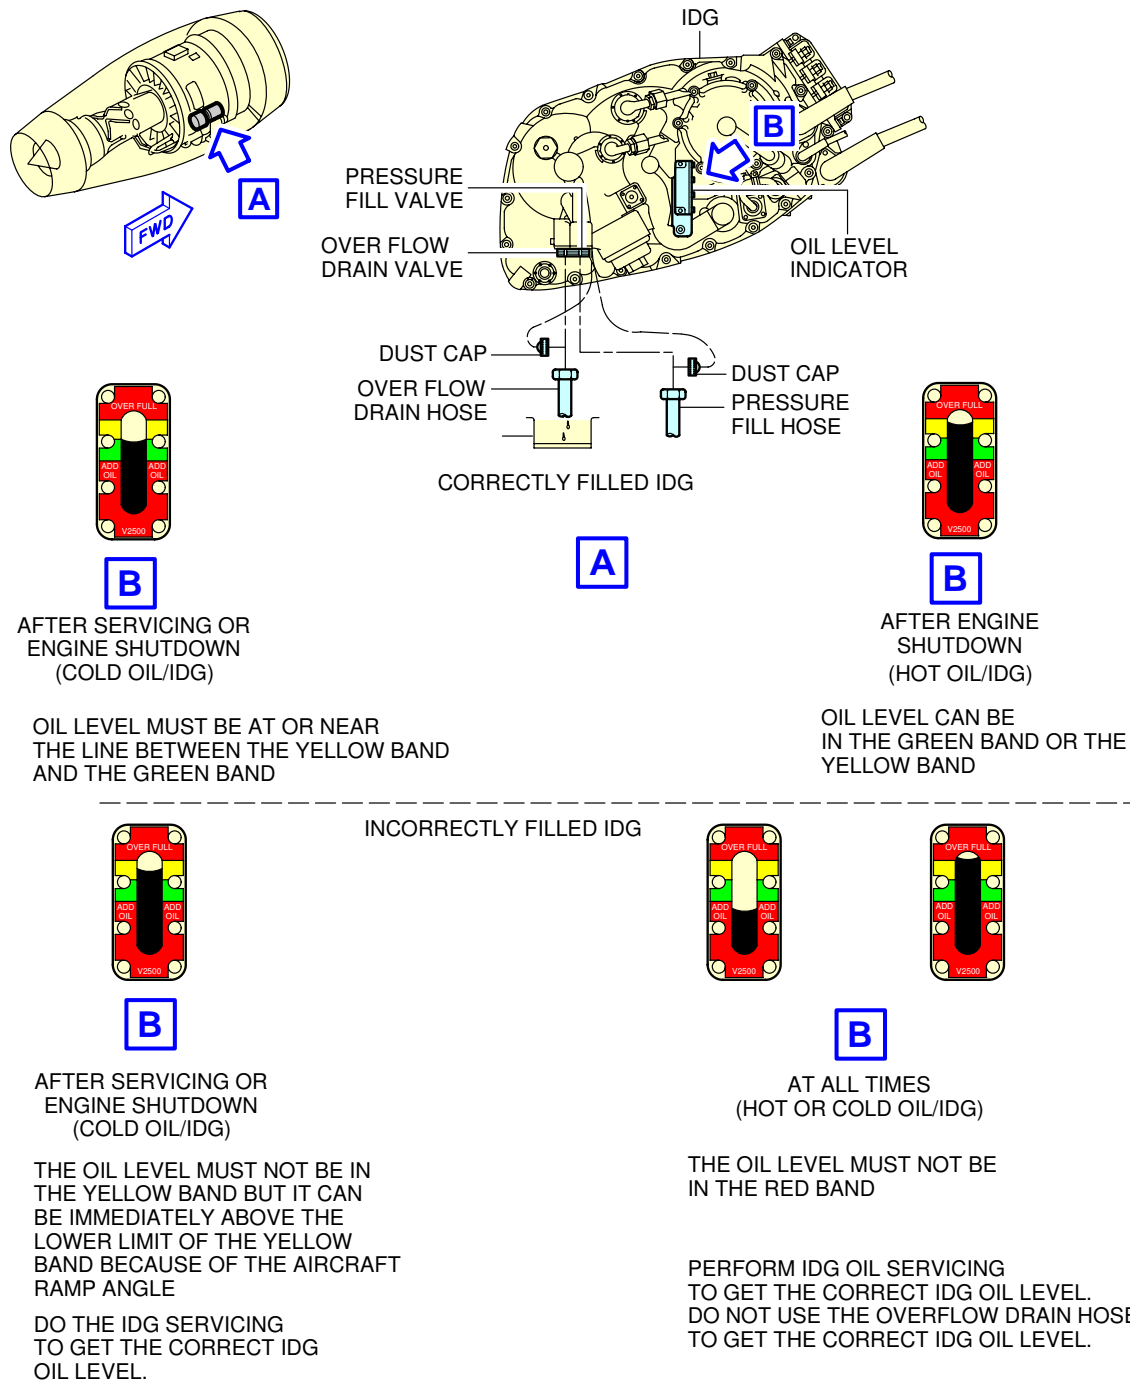 IDG
B
A
FWD
PRESSURE
FILL VALVE
OVER FLOW
DRAIN VALVE
OIL LEVEL
INDICATOR
DUST CAP
OVER FLOW
DRAIN HOSE
DUST CAP
PRESSURE
FILL HOSE
CORRECTLY FILLED IDG
A
OVER FULL
ADD OIL
ADD OIL
V2500
B
AFTER SERVICING OR
ENGINE SHUTDOWN
(COLD OIL/IDG)
OIL LEVEL MUST BE AT OR NEAR
THE LINE BETWEEN THE YELLOW BAND
AND THE GREEN BAND
OVER FULL
ADD OIL
ADD OIL
V2500
B
AFTER ENGINE
SHUTDOWN
(HOT OIL/IDG)
OIL LEVEL CAN BE
IN THE GREEN BAND OR THE
YELLOW BAND
INCORRECTLY FILLED IDG
OVER FULL
ADD OIL
ADD OIL
V2500
B
AFTER SERVICING OR
ENGINE SHUTDOWN
(COLD OIL/IDG)
THE OIL LEVEL MUST NOT BE IN
THE YELLOW BAND BUT IT CAN
BE IMMEDIATELY ABOVE THE
LOWER LIMIT OF THE YELLOW
BAND BECAUSE OF THE AIRCRAFT
RAMP ANGLE
DO THE IDG SERVICING
TO GET THE CORRECT IDG
OIL LEVEL.
OVER FULL
ADD OIL
ADD OIL
V2500
OVER FULL
ADD OIL
ADD OIL
V2500
B
AT ALL TIMES
(HOT OR COLD OIL/IDG)
THE OIL LEVEL MUST NOT BE
IN THE RED BAND
PERFORM IDG OIL SERVICING
TO GET THE CORRECT IDG OIL LEVEL.
DO NOT USE THE OVERFLOW DRAIN HOSE
TO GET THE CORRECT IDG OIL LEVEL.